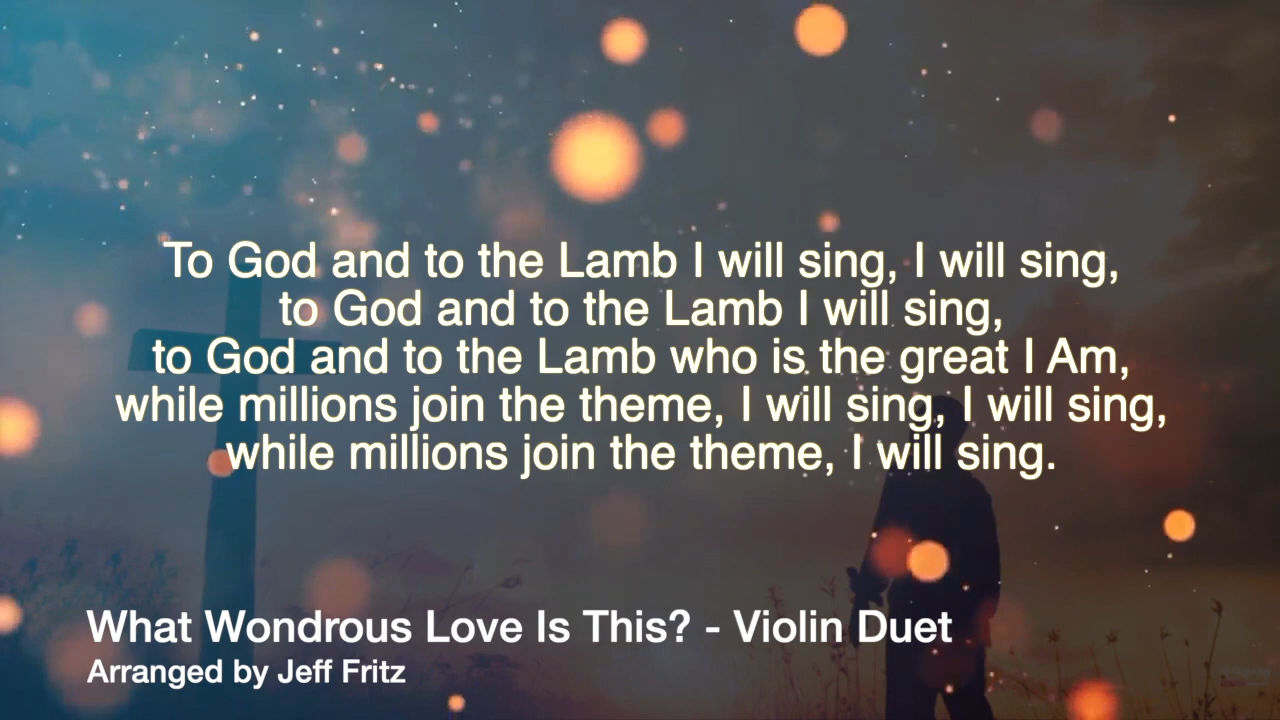 To God and to the Lamb I will sing, I will sing,
to God and to the Lamb I will sing,
to God and to the Lamb who is the great I Am,
while millions join the theme, I will sing, I will sing,
while millions join the theme, I will sing.
What Wondrous Love Is This? - Violin Duet
Arranged by Jeff Fritz